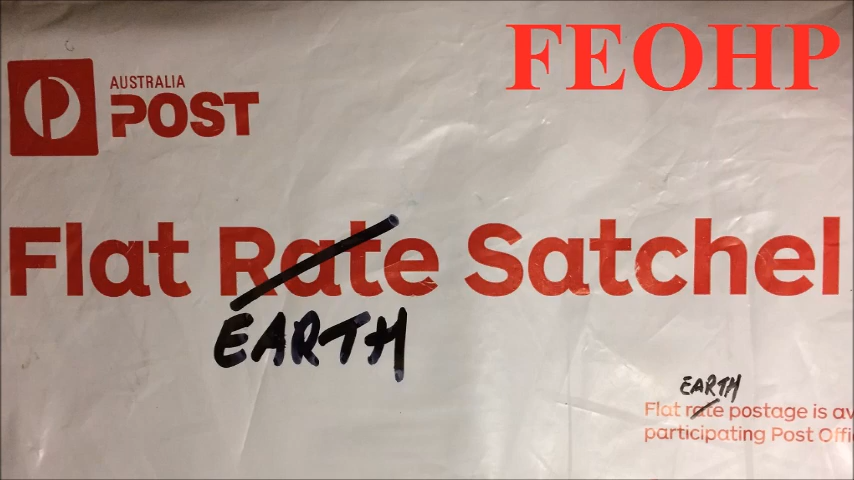 FEOHP
AUSTRALIA
POST
Flat Rate Satchel
EARTH
EARTH
Flat rate postage is av
participating Post Offi